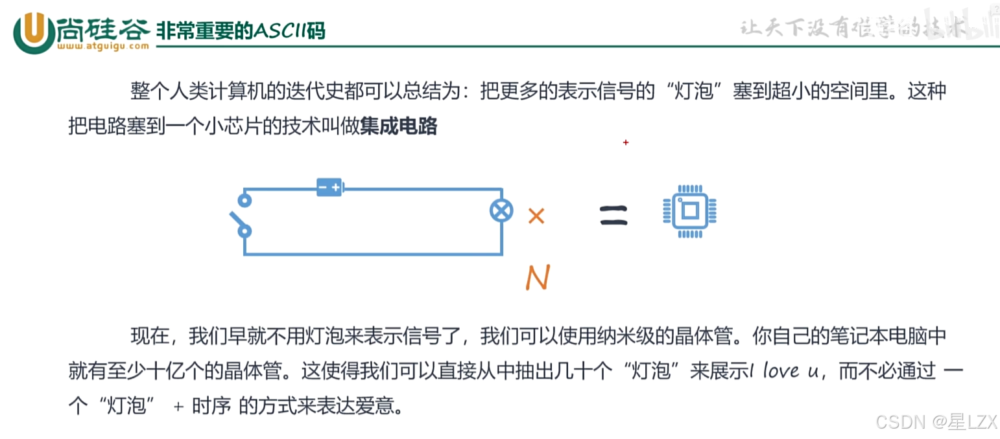 尚硅谷
www.atguigu.com
非常重要的ASCII码
让天下没有难学的技术
整个人类计算机的迭代史都可以总结为：把更多的表示信号的“灯泡”塞到超小的空间里。这种
把电路塞到一个小芯片的技术叫做集成电路
×
=
N
现在，我们早就不用灯泡来表示信号了，我们可以使用纳米级的晶体管。你自己的笔记本电脑中
就有至少十亿个的晶体管。这使得我们可以直接从中抽出几十个“灯泡”来展示I love u，而不必通过 一
个“灯泡” + 时序 的方式来表达爱意。
CSDN @星LZX